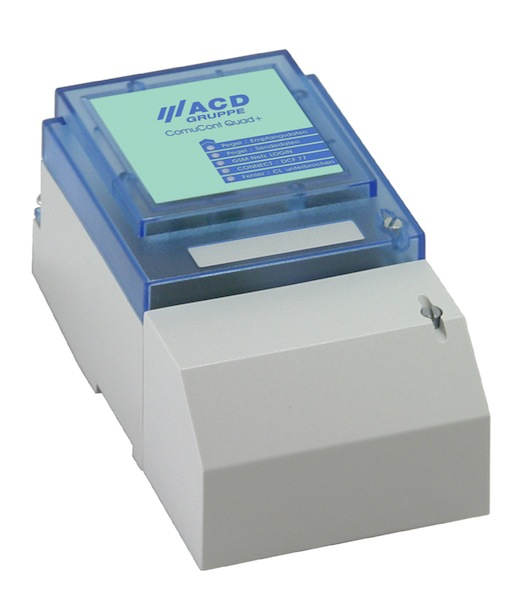 ACD
GRUPPE
ComuCont Quad+
Pegel / Empfangsdaten
Pegel / Sendedaten
GSM-Netz LOGIN
CONNECT / DCF 77
Fehler / CL unterbrochen